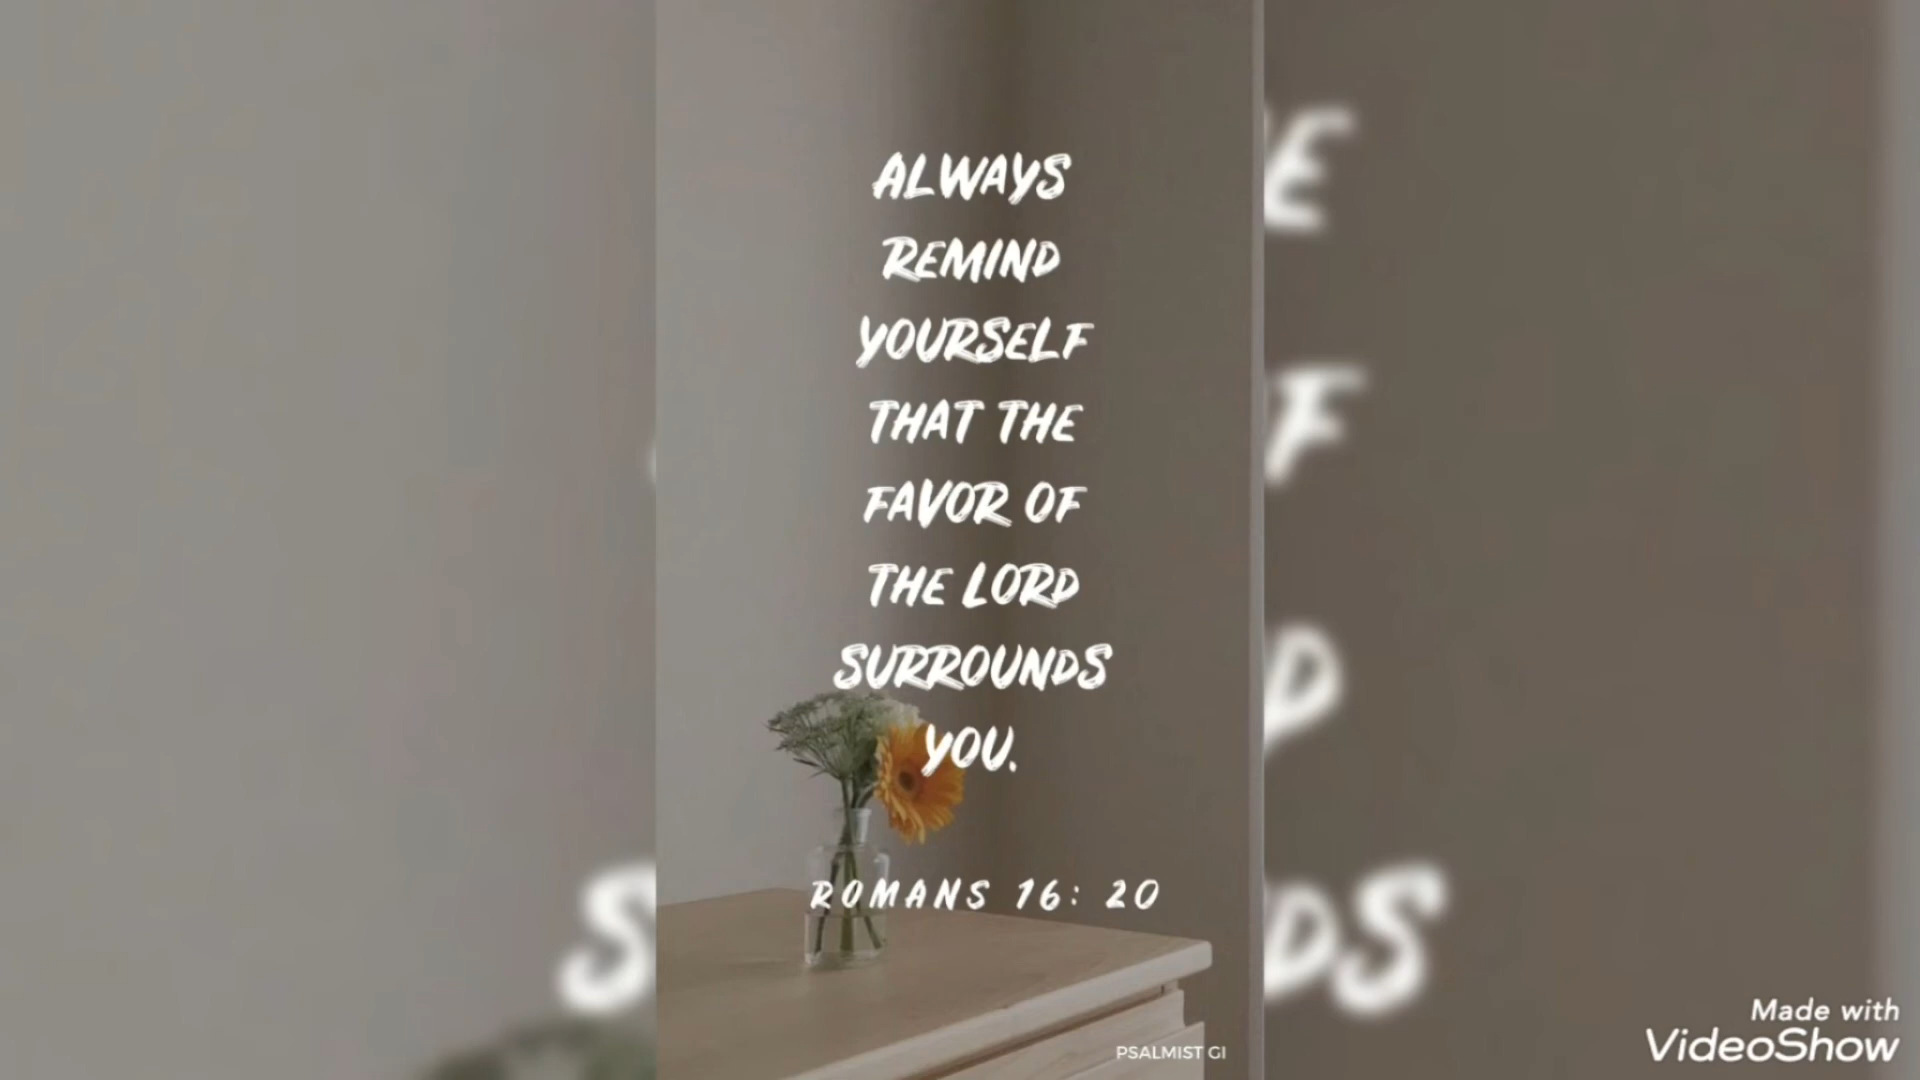 ALWAYS
REMIND
YOURSELF
THAT THE
FAVOR OF
THE LORD
SURROUNDS
YOU.
ROMANS 16: 20
PSALMIST GI
Made with
VideoShow